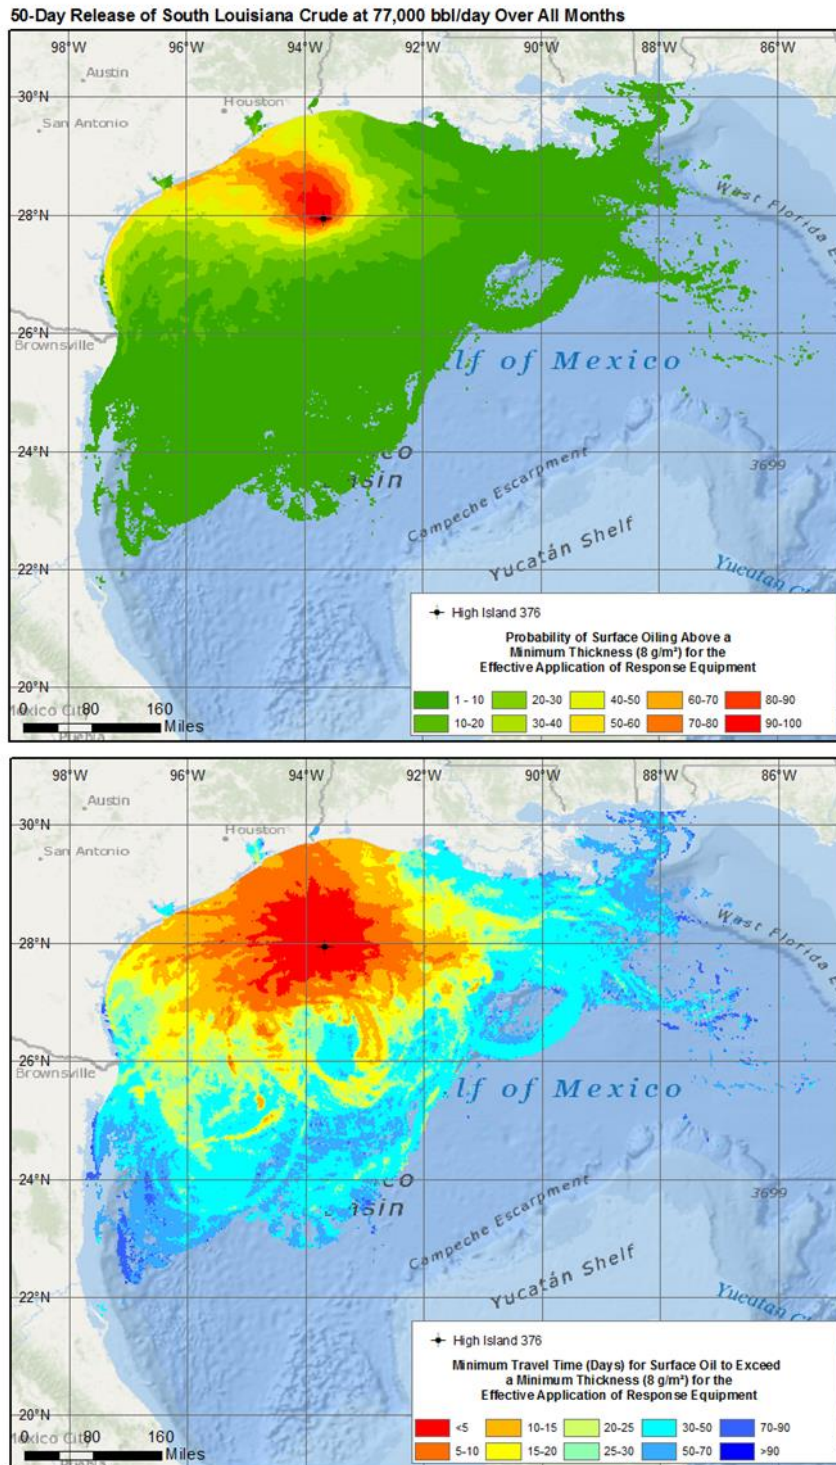 50-Day Release of South Louisiana Crude at 77,000 bbl/day Over All Months
98°W 96°W 94°W 92°W 90°W 88°W 86°W
Austin
30°N
Houston
San Antonio
West Florida
28°N
26°N
Brownsville
lf of Mexico
24°N
co
3699
asin
Campeche Escarpment
22°N
Yucatán Shelf
Yucatan
High Island 376
Probability of Surface Oiling Above a
Minimum Thickness (8 g/m²) for the
Effective Application of Response Equipment
20°N
1 - 10 20-30 40-50 60-70 80-90
Mexico City
10-20 30-40 50-60 70-80 90-100
0 80 160
Miles
98°W 96°W 94°W 92°W 90°W 88°W 86°W
Austin
30°N
Houston
San Antonio
West Florida
28°N
26°N
Brownsville
lf of Mexico
24°N
co
3699
asin
Campeche Escarpment
22°N
Yucatán Shelf
Yucatan
High Island 376
Minimum Travel Time (Days) for Surface Oil to Exceed
a Minimum Thickness (8 g/m²) for the
Effective Application of Response Equipment
20°N
<5 10-15 20-25 30-50 70-90
Mexico City
5-10 15-20 25-30 50-70 >90
0 80 160
Miles